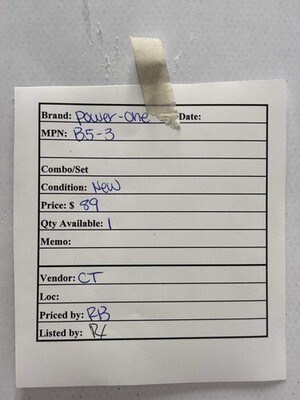 Brand: Power-One Date:
MPN: B5-3
Combo/Set
Condition: New
Price: $ 89
Qty Available: 1
Memo:
Vendor: CT
Loc:
Priced by: RB
Listed by: